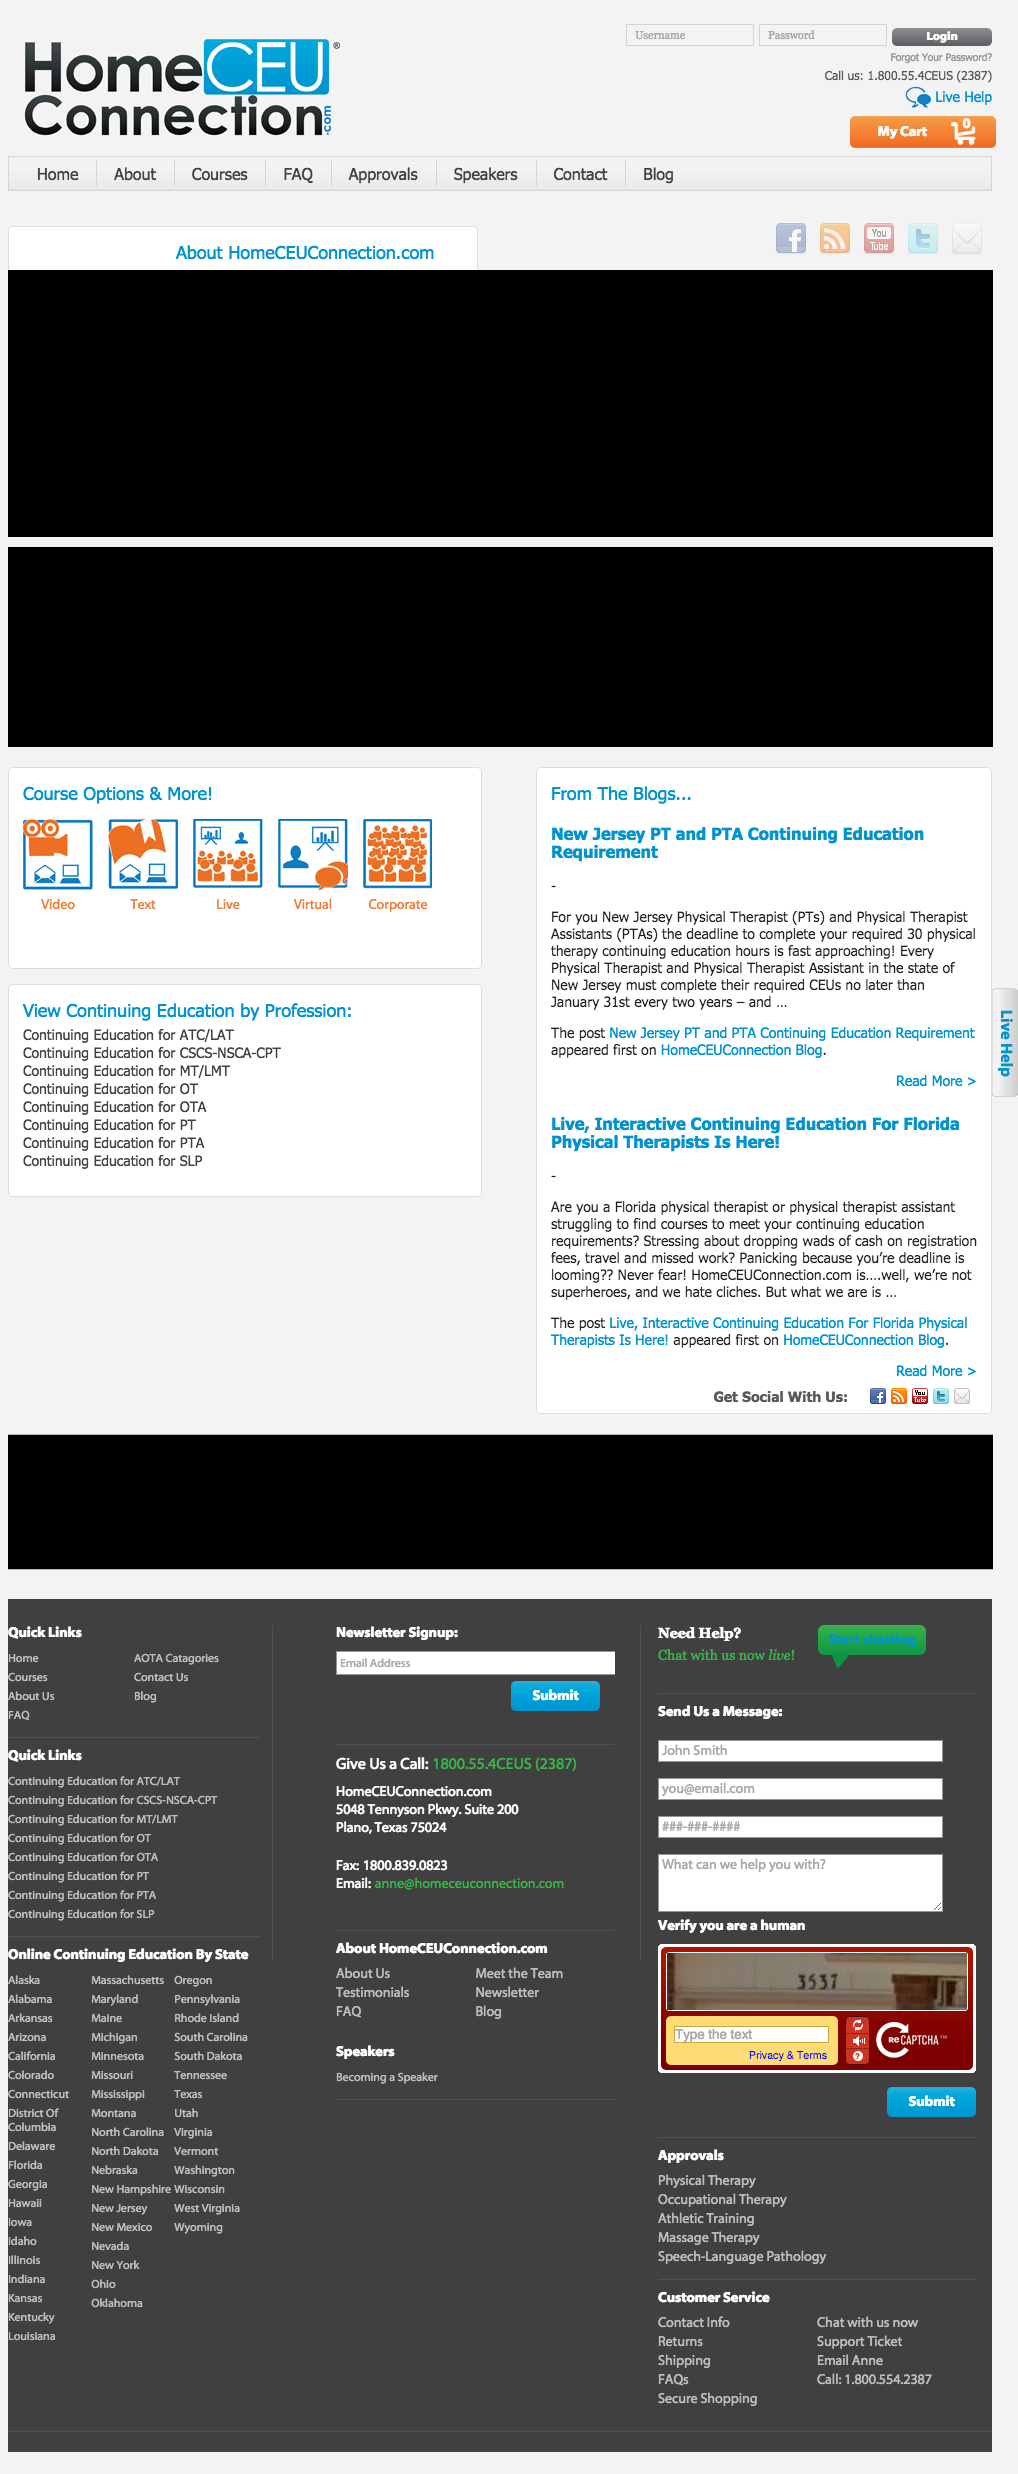 Username
Password
Login
Forgot Your Password?
Call us: 1.800.55.4CEUS (2387)
Live Help
HomeCEU®
Connection.com
My Cart
0
Home
About
Courses
FAQ
Approvals
Speakers
Contact
Blog
About HomeCEUConnection.com
You
Tube
Course Options & More!
Video
Text
Live
Virtual
Corporate
View Continuing Education by Profession:
Continuing Education for ATC/LAT
Continuing Education for CSCS-NSCA-CPT
Continuing Education for MT/LMT
Continuing Education for OT
Continuing Education for OTA
Continuing Education for PT
Continuing Education for PTA
Continuing Education for SLP
From The Blogs...
New Jersey PT and PTA Continuing Education
Requirement
-
For you New Jersey Physical Therapist (PTs) and Physical Therapist
Assistants (PTAs) the deadline to complete your required 30 physical
therapy continuing education hours is fast approaching! Every
Physical Therapist and Physical Therapist Assistant in the state of
New Jersey must complete their required CEUs no later than
January 31st every two years – and ...
The post New Jersey PT and PTA Continuing Education Requirement
appeared first on HomeCEUConnection Blog.
Read More >
Live, Interactive Continuing Education For Florida
Physical Therapists Is Here!
-
Are you a Florida physical therapist or physical therapist assistant
struggling to find courses to meet your continuing education
requirements? Stressing about dropping wads of cash on registration
fees, travel and missed work? Panicking because you're deadline is
looming?? Never fear! HomeCEUConnection.com is....well, we're not
superheroes, and we hate cliches. But what we are is ...
The post Live, Interactive Continuing Education For Florida Physical
Therapists Is Here! appeared first on HomeCEUConnection Blog.
Read More >
Get Social With Us:
You
Tube
Live Help
Quick Links
Home
Courses
About Us
FAQ
AOTA Catagories
Contact Us
Blog
Quick Links
Continuing Education for ATC/LAT
Continuing Education for CSCS-NSCA-CPT
Continuing Education for MT/LMT
Continuing Education for OT
Continuing Education for OTA
Continuing Education for PT
Continuing Education for PTA
Continuing Education for SLP
Online Continuing Education By State
Alaska
Alabama
Arkansas
Arizona
California
Colorado
Connecticut
District Of
Columbia
Delaware
Florida
Georgia
Hawaii
Iowa
Idaho
Illinois
Indiana
Kansas
Kentucky
Louisiana
Massachusetts
Maryland
Maine
Michigan
Minnesota
Missouri
Mississippi
Montana
North Carolina
North Dakota
Nebraska
New Hampshire
New Jersey
New Mexico
Nevada
New York
Ohio
Oklahoma
Oregon
Pennsylvania
Rhode Island
South Carolina
South Dakota
Tennessee
Texas
Utah
Virginia
Vermont
Washington
Wisconsin
West Virginia
Wyoming
Newsletter Signup:
Email Address
Submit
Give Us a Call: 1800.55.4CEUS (2387)
HomeCEUConnection.com
5048 Tennyson Pkwy. Suite 200
Plano, Texas 75024
Fax: 1800.839.0823
Email: anne@homeceuconnection.com
About HomeCEUConnection.com
About Us
Testimonials
FAQ
Meet the Team
Newsletter
Blog
Speakers
Becoming a Speaker
Need Help?
Chat with us now live!
Start chatting
Send Us a Message:
John Smith
you@email.com
###-###-####
What can we help you with?
Verify you are a human
3537
Type the text
Privacy & Terms
reCAPTCHA™
Submit
Approvals
Physical Therapy
Occupational Therapy
Athletic Training
Massage Therapy
Speech-Language Pathology
Customer Service
Contact Info
Returns
Shipping
FAQs
Secure Shopping
Chat with us now
Support Ticket
Email Anne
Call: 1.800.554.2387